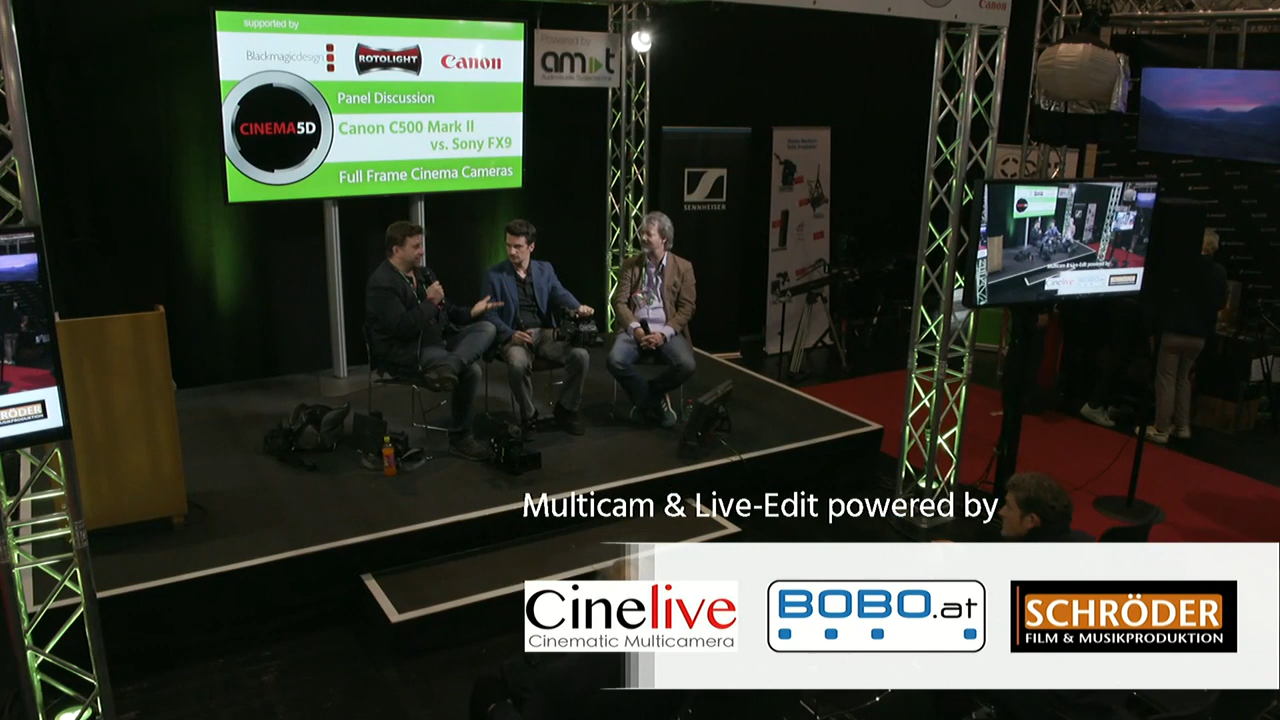 supported by
Blackmagicdesign
ROTOLIGHT
Canon
CINEMA5D
Panel Discussion
Canon C500 Mark II
vs. Sony FX9
Full Frame Cinema Cameras
Powered by
Canon
SENNHEISER
SCHRÖDER
Multicam & Live-Edit powered by
Cinelive
Cinematic Multicamera
BOBO.at
SCHRÖDER
FILM & MUSIKPRODUKTION